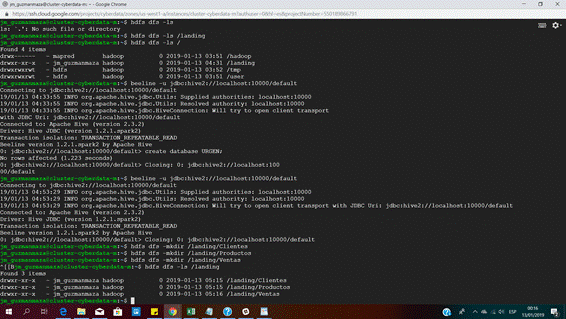 jm_guzmanmaza@cluster-cyberdata-m: ~ - Google Chrome
https://ssh.cloud.google.com/projects/cyberdata/zones/us-west1-a/instances/cluster-cyberdata-m?authuser=0&hl=es&projectNumber=
jm_guzmanmaza@cluster-cyberdata-m:~$ hdfs dfs -ls
ls: `.': No such file or directory
jm_guzmanmaza@cluster-cyberdata-m:~$ hdfs dfs -ls /landing
jm_guzmanmaza@cluster-cyberdata-m:~$ hdfs dfs -ls /
Found 4 items
drwx------ - mapred hadoop 0 2019-01-13 03:51 /hadoop
drwxr-xr-x - jm_guzmanmaza hadoop 0 2019-01-13 04:31 /landing
drwxrwxrwt - hdfs hadoop 0 2019-01-13 03:52 /tmp
drwxrwxrwt - hdfs hadoop 0 2019-01-13 03:51 /user
jm_guzmanmaza@cluster-cyberdata-m:~$ beeline -u jdbc:hive2://localhost:10000/default
Connecting to jdbc:hive2://localhost:10000/default
19/01/13 04:33:55 INFO org.apache.hive.jdbc.Utils: Supplied authorities: localhost:10000
19/01/13 04:33:55 INFO org.apache.hive.jdbc.Utils: Resolved authority: localhost:10000
19/01/13 04:33:55 INFO org.apache.hive.jdbc.HiveConnection: Will try to open client transport
with JDBC Uri: jdbc:hive2://localhost:10000/default
Connected to: Apache Hive (version 2.3.2)
Driver: Hive JDBC (version 1.2.1.spark2)
Transaction isolation: TRANSACTION_REPEATABLE_READ
Beeline version 1.2.1.spark2 by Apache Hive
0: jdbc:hive2://localhost:10000/default> create database URGEN;
No rows affected (1.223 seconds)
0: jdbc:hive2://localhost:10000/default> Closing: 0: jdbc:hive2://localhost:100
00/default
jm_guzmanmaza@cluster-cyberdata-m:~$ beeline -u jdbc:hive2://localhost:10000/default
Connecting to jdbc:hive2://localhost:10000/default
19/01/13 04:53:29 INFO org.apache.hive.jdbc.Utils: Supplied authorities: localhost:10000
19/01/13 04:53:29 INFO org.apache.hive.jdbc.Utils: Resolved authority: localhost:10000
19/01/13 04:53:29 INFO org.apache.hive.jdbc.HiveConnection: Will try to open client transport with JDBC Uri: jdbc:hive2://localhost:10000/default
Connected to: Apache Hive (version 2.3.2)
Driver: Hive JDBC (version 1.2.1.spark2)
Transaction isolation: TRANSACTION_REPEATABLE_READ
Beeline version 1.2.1.spark2 by Apache Hive
0: jdbc:hive2://localhost:10000/default> Closing: 0: jdbc:hive2://localhost:10000/default
jm_guzmanmaza@cluster-cyberdata-m:~$ hdfs dfs -mkdir /landing/Clientes
jm_guzmanmaza@cluster-cyberdata-m:~$ hdfs dfs -mkdir /landing/Productos
jm_guzmanmaza@cluster-cyberdata-m:~$ hdfs dfs -mkdir /landing/Ventas
^[[Bjm_guzmanmaza@cluster-cyberdata-m:~$ hdfs dfs -ls /landing
Found 3 items
drwxr-xr-x - jm_guzmanmaza hadoop 0 2019-01-13 05:15 /landing/Clientes
drwxr-xr-x - jm_guzmanmaza hadoop 0 2019-01-13 05:15 /landing/Productos
drwxr-xr-x - jm_guzmanmaza hadoop 0 2019-01-13 05:16 /landing/Ventas
jm_guzmanmaza@cluster-cyberdata-m:~$
ESP
00:16
13/01/2019